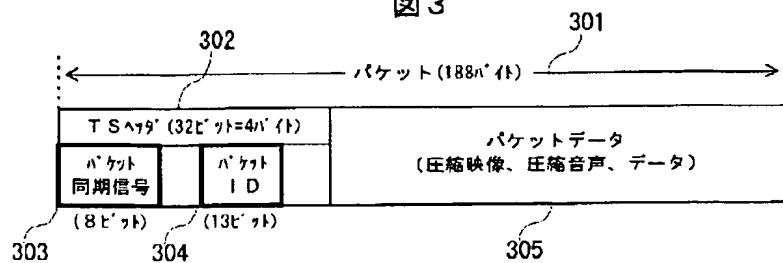 図3
302
301
パケット(188ﾊﾞｲﾄ)
TSﾍｯﾀﾞ(32ﾋﾞｯﾄ=4ﾊﾞｲﾄ)
ﾊﾟｹｯﾄ
同期信号
ﾊﾟｹｯﾄ
ID
パケットデータ
(圧縮映像、圧縮音声、データ)
(8ﾋﾞｯﾄ)
(13ﾋﾞｯﾄ)
303
304
305